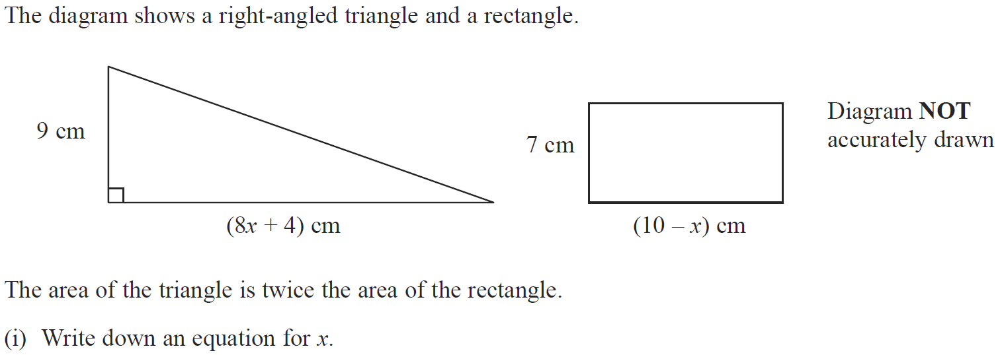 The diagram shows a right-angled triangle and a rectangle.
9 cm
(8x + 4) cm
7 cm
(10 – x) cm
Diagram NOT
accurately drawn
The area of the triangle is twice the area of the rectangle.
(i) Write down an equation for x.